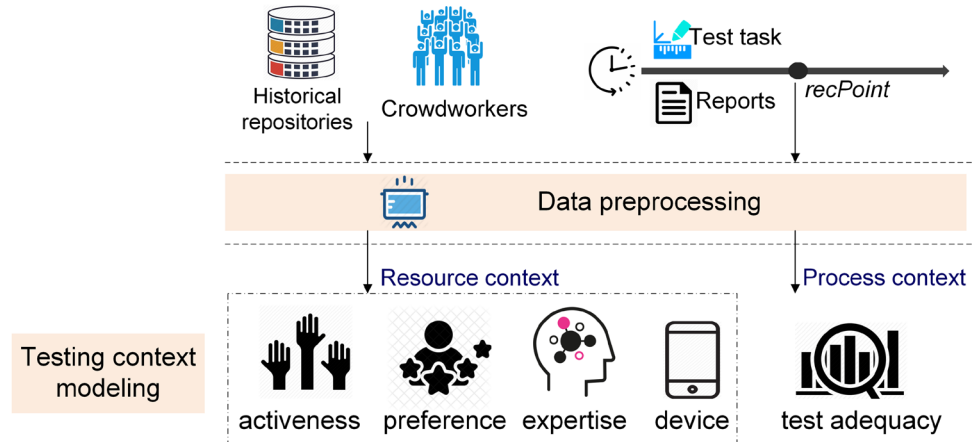 Test task
Historical
repositories
Crowdworkers
Reports
recPoint
Data preprocessing
Resource context
Process context
Testing context
modeling
activeness
preference
expertise
device
test adequacy